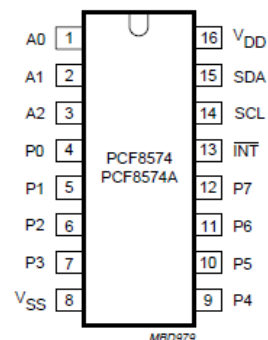 A0 1 16 VDD
A1 2 15 SDA
A2 3 14 SCL
P0 4 13 INT
PCF8574
PCF8574A
P1 5 12 P7
P2 6 11 P6
P3 7 10 P5
VSS 8 9 P4
MBD979